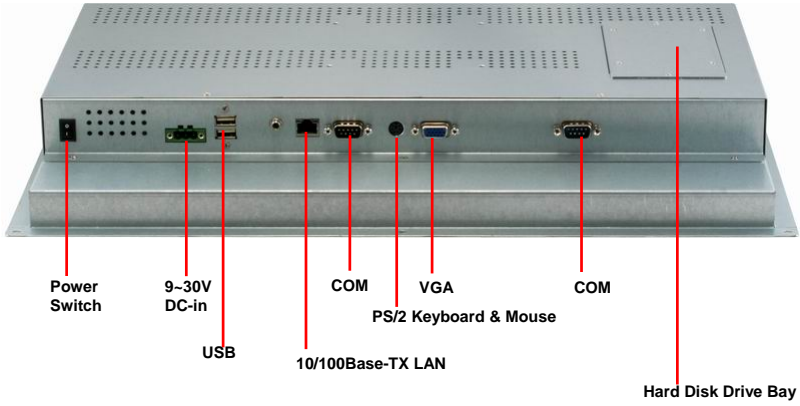 Power
Switch
9~30V
DC-in
USB
10/100Base-TX LAN
COM
PS/2 Keyboard & Mouse
VGA
COM
Hard Disk Drive Bay